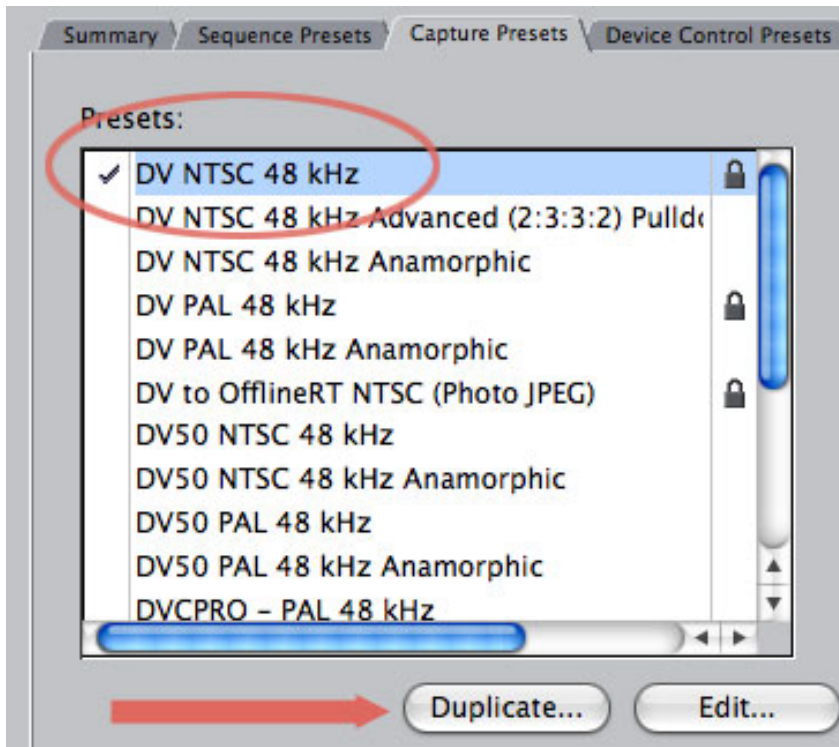 Summary Sequence Presets Capture Presets Device Control Presets
Presets:
DV NTSC 48 kHz
DV NTSC 48 kHz Advanced (2:3:3:2) Pulldo
DV NTSC 48 kHz Anamorphic
DV PAL 48 kHz
DV PAL 48 kHz Anamorphic
DV to OfflineRT NTSC (Photo JPEG)
DV50 NTSC 48 kHz
DV50 NTSC 48 kHz Anamorphic
DV50 PAL 48 kHz
DV50 PAL 48 kHz Anamorphic
DVCPRO - PAL 48 kHz
Duplicate... Edit...